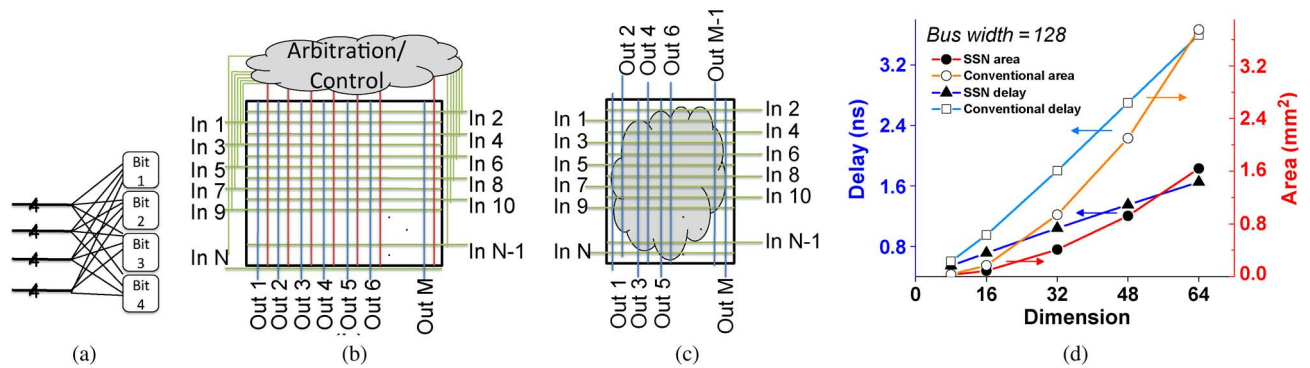 4
4
4
4
Bit
1
Bit
2
Bit
3
Bit
4
(a)
Arbitration/
Control
In 1
In 3
In 5
In 7
In 9
In N
In 2
In 4
In 6
In 8
In 10
In N-1
Out 1
Out 2
Out 3
Out 4
Out 5
Out 6
Out M
(b)
Out 2
Out 4
Out 6
Out M-1
In 1
In 3
In 5
In 7
In 9
In N
In 2
In 4
In 6
In 8
In 10
In N-1
Out 1
Out 3
Out 5
Out M
(c)
Bus width = 128
SSN area
Conventional area
SSN delay
Conventional delay
Delay (ns)
3.2
2.4
1.6
0.8
Area (mm²)
3.2
2.4
1.6
0.8
0.0
0
16
32
48
64
Dimension
(d)